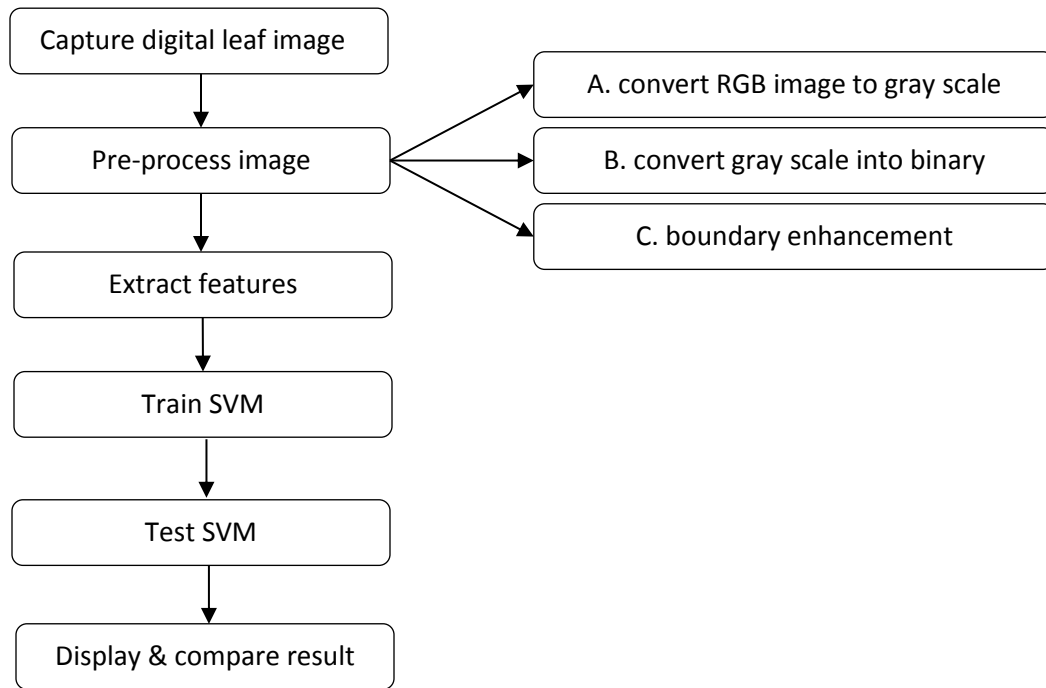 Capture digital leaf image
A. convert RGB image to gray scale
Pre-process image
B. convert gray scale into binary
C. boundary enhancement
Extract features
Train SVM
Test SVM
Display & compare result